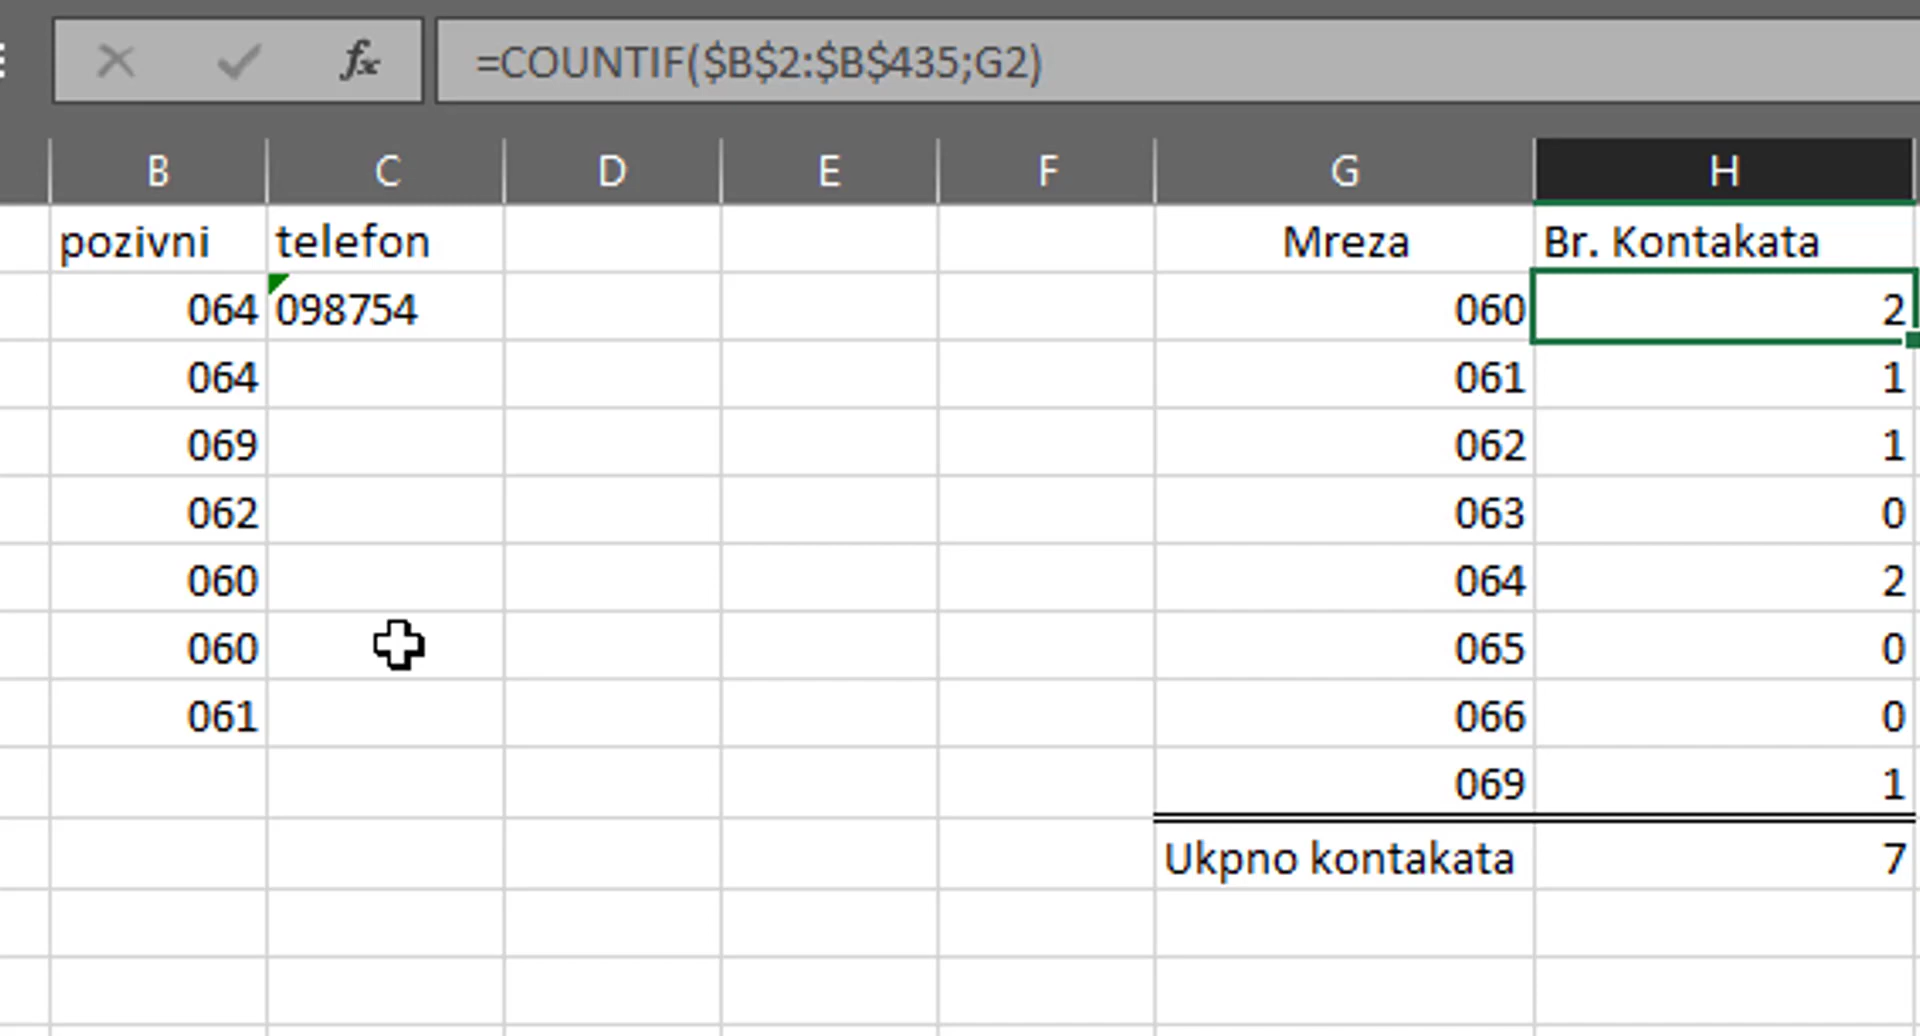 =COUNTIF($B$2:$B$435;G2)
B C D E F G H
pozivni telefon Mreza Br. Kontakata
064 098754 060 2
064 061 1
069 062 1
062 063 0
060 064 2
060 065 0
061 066 0
069 1
Ukpno kontakata 7